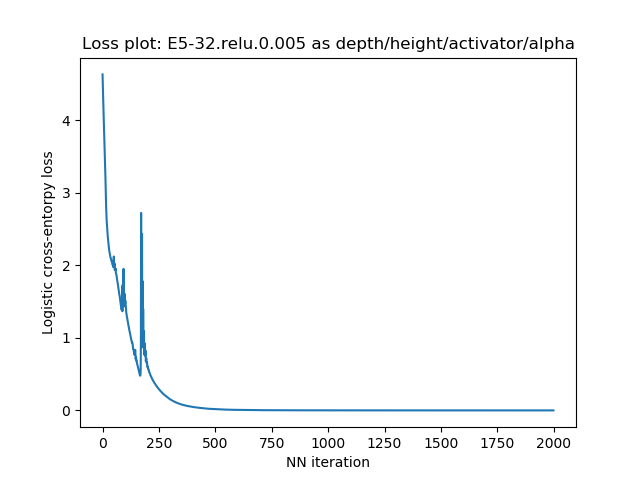 Loss plot: E5-32.relu.0.005 as depth/height/activator/alpha
Logistic cross-entorpy loss
4
3
2
1
0
0 250 500 750 1000 1250 1500 1750 2000
NN iteration